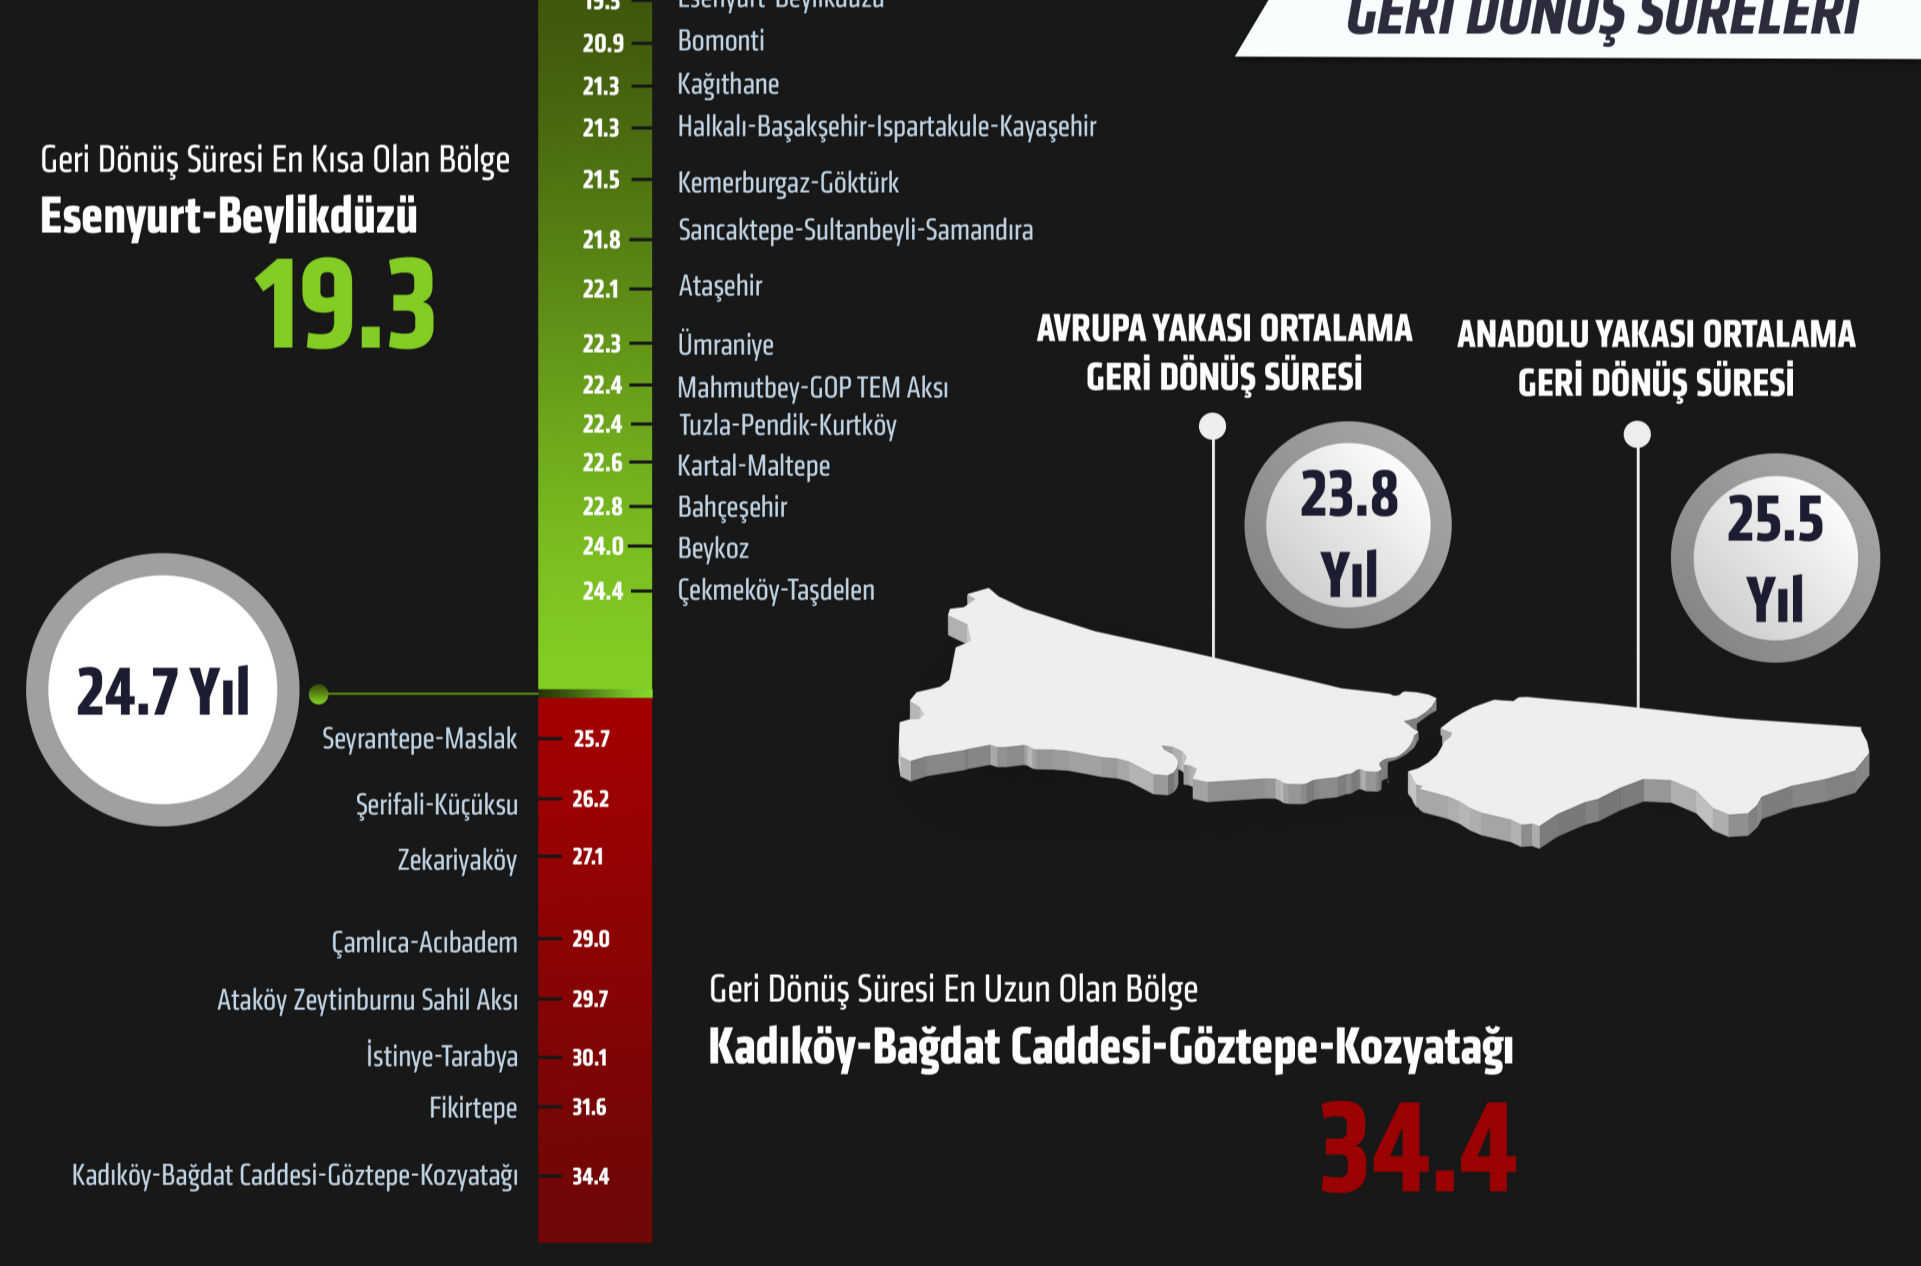 GERİ DÖNÜŞ SÜRELERİ
19.3 Esenyurt-Beylikdüzü
20.9 Bomonti
21.3 Kağıthane
21.3 Halkalı-Başakşehir-Ispartakule-Kayaşehir
21.5 Kemerburgaz-Göktürk
21.8 Sancaktepe-Sultanbeyli-Samandıra
22.1 Ataşehir
22.3 Ümraniye
22.4 Mahmutbey-GOP TEM Aksı
22.4 Tuzla-Pendik-Kurtköy
22.6 Kartal-Maltepe
22.8 Bahçeşehir
24.0 Beykoz
24.4 Çekmeköy-Taşdelen
Geri Dönüş Süresi En Kısa Olan Bölge
Esenyurt-Beylikdüzü
19.3
AVRUPA YAKASI ORTALAMA
GERİ DÖNÜŞ SÜRESİ
23.8
Yıl
ANADOLU YAKASI ORTALAMA
GERİ DÖNÜŞ SÜRESİ
25.5
Yıl
24.7 Yıl
Seyrantepe-Maslak 25.7
Şerifali-Küçüksu 26.2
Zekariyaköy 27.1
Çamlıca-Acıbadem 29.0
Ataköy Zeytinburnu Sahil Aksı 29.7
İstinye-Tarabya 30.1
Fikirtepe 31.6
Kadıköy-Bağdat Caddesi-Göztepe-Kozyatağı 34.4
Geri Dönüş Süresi En Uzun Olan Bölge
Kadıköy-Bağdat Caddesi-Göztepe-Kozyatağı
34.4